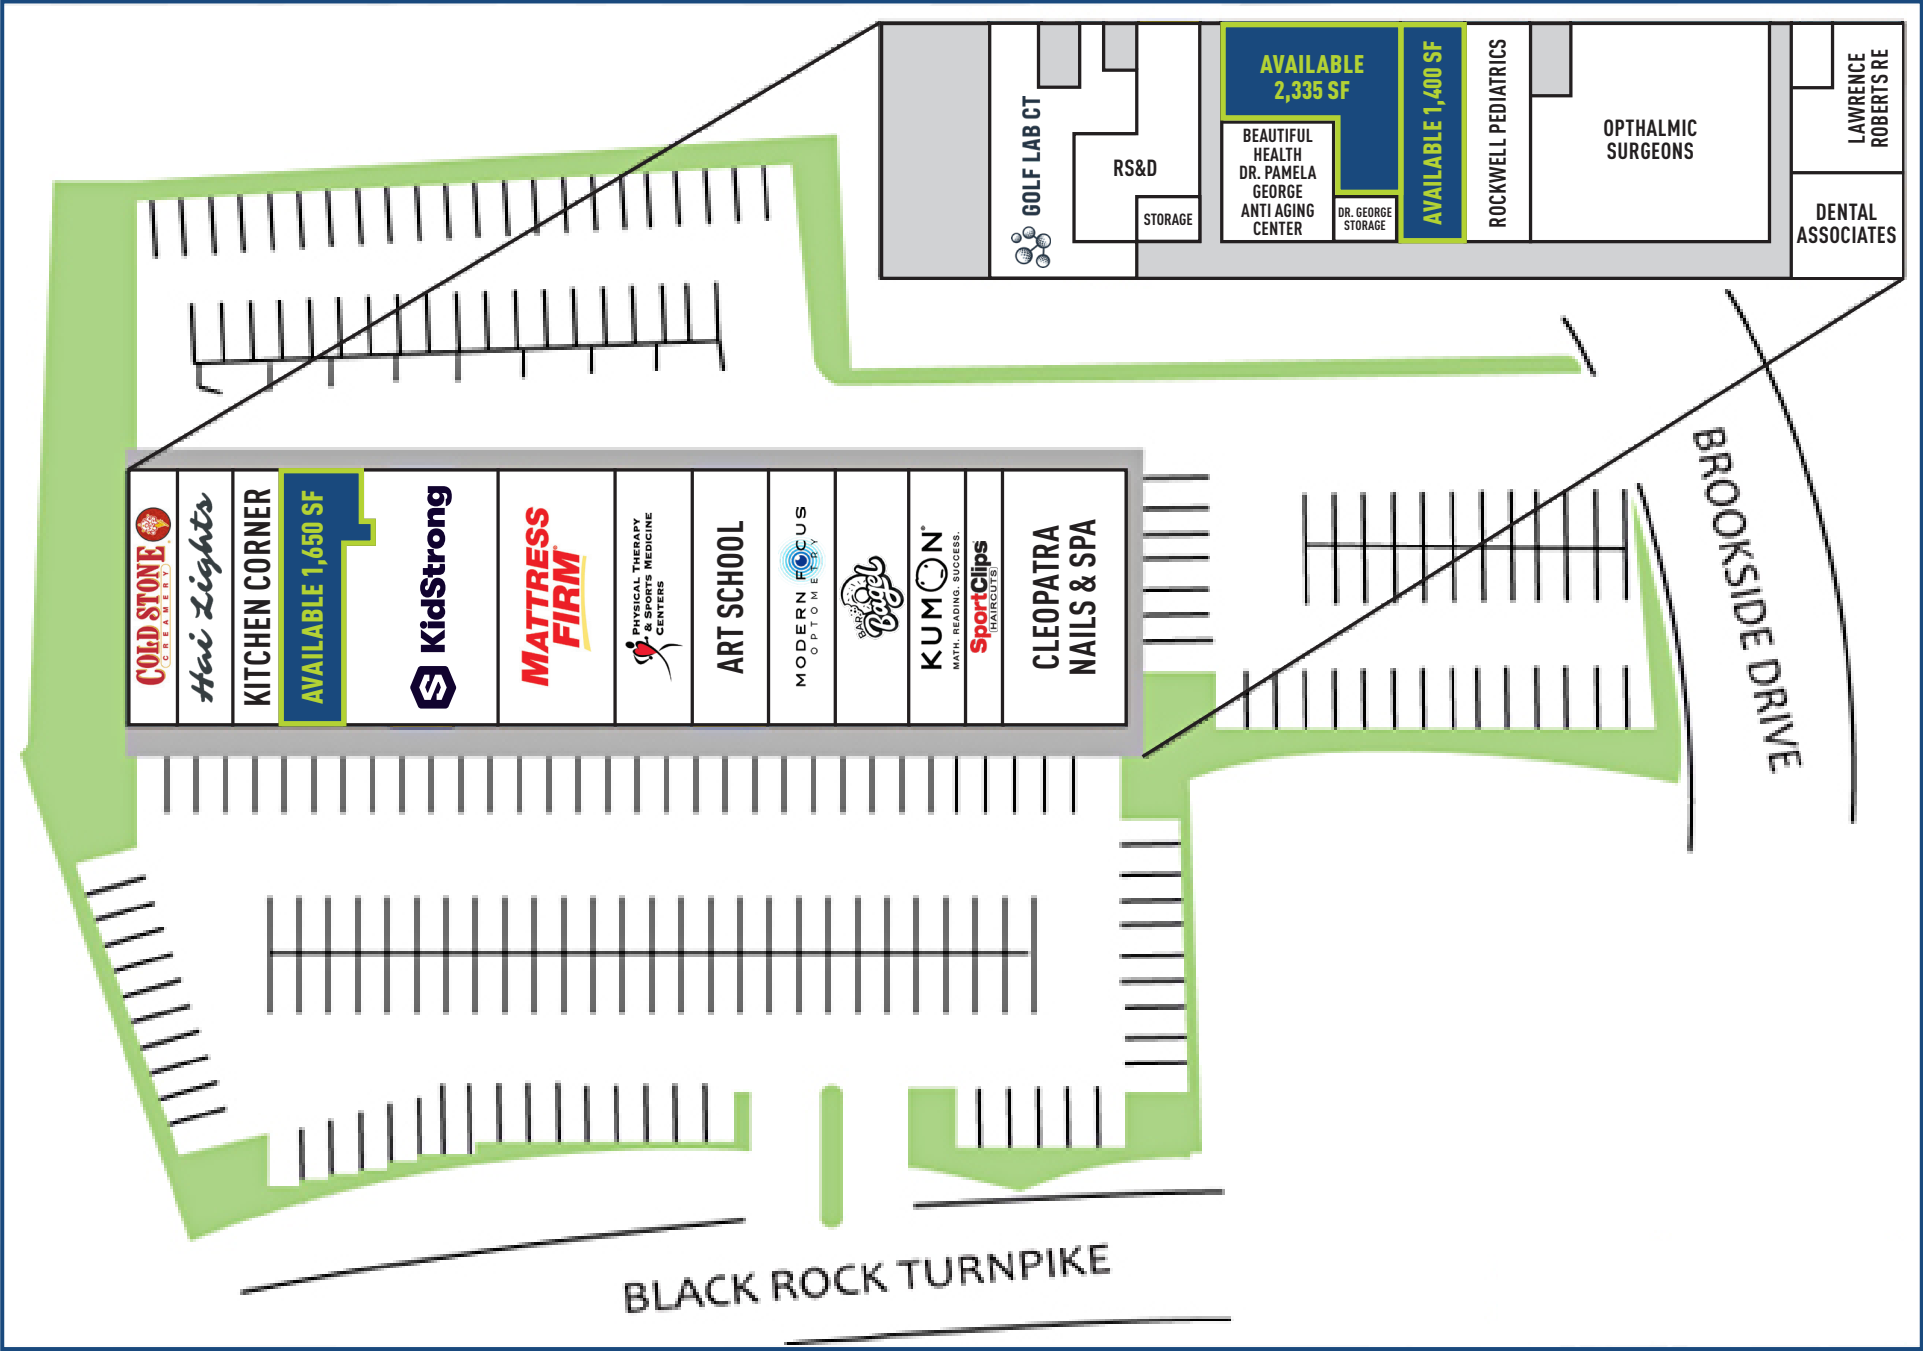 GOLF LAB CT
RS&D
STORAGE
AVAILABLE
2,335 SF
BEAUTIFUL
HEALTH
DR. PAMELA
GEORGE
ANTI AGING
CENTER
DR. GEORGE
STORAGE
AVAILABLE 1,400 SF
ROCKWELL PEDIATRICS
OPTHALMIC
SURGEONS
LAWRENCE
ROBERTS RE
DENTAL
ASSOCIATES
COLD STONE
CREAMERY
Hai Lights
KITCHEN CORNER
AVAILABLE 1,650 SF
S KidStrong
MATTRESS
FIRM
PHYSICAL THERAPY
& SPORTS MEDICINE
CENTERS
ART SCHOOL
MODERN FOCUS
OPTOMETRY
BAR
Bagel
KUMON
MATH. READING. SUCCESS.
SportClips
HAIRCUTS
CLEOPATRA
NAILS & SPA
BROOKSIDE DRIVE
BLACK ROCK TURNPIKE